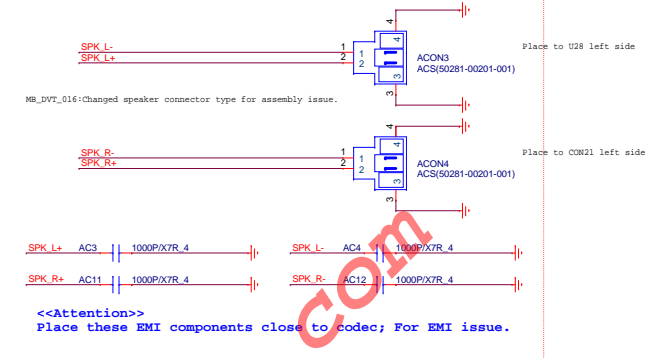 4
SPK_L-
SPK_L+
1
2
1
2
4
3
ACON3
ACS(50281-00201-001)
Place to U28 left side
3
MB_DVT_016:Changed speaker connector type for assembly issue.
4
SPK_R-
SPK_R+
1
2
1
2
4
3
ACON4
ACS(50281-00201-001)
Place to CON21 left side
3
SPK_L+ AC3 1000P/X7R_4
SPK_L- AC4 1000P/X7R_4
SPK_R+ AC11 1000P/X7R_4
SPK_R- AC12 1000P/X7R_4
com
<<Attention>>
Place these EMI components close to codec; For EMI issue.